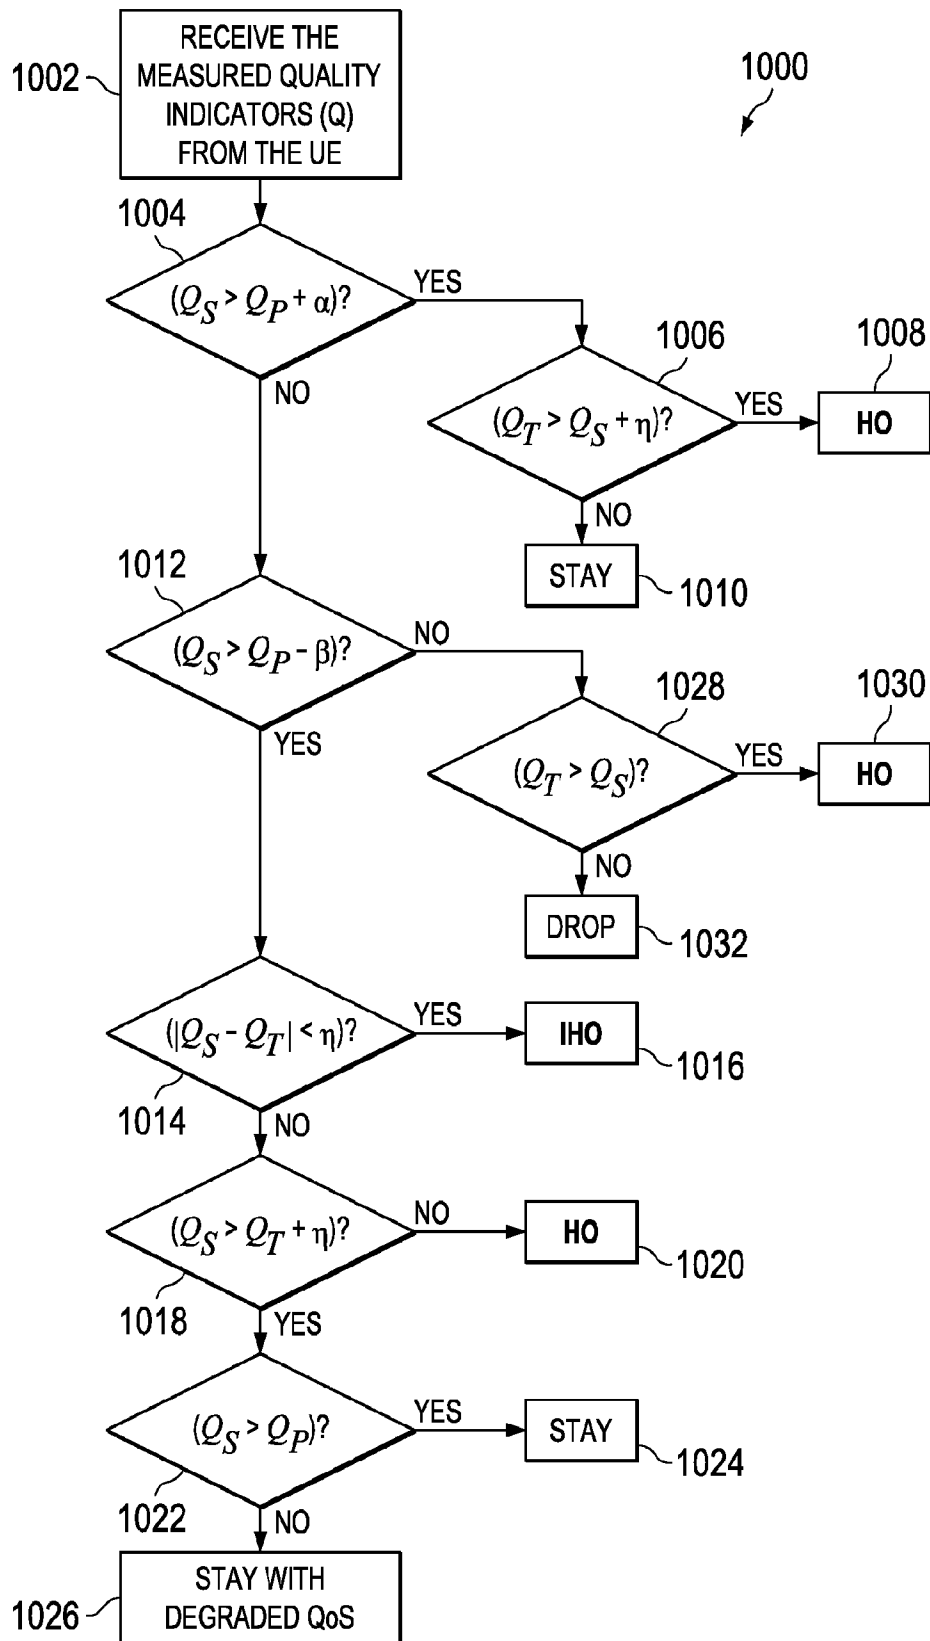 RECEIVE THE
MEASURED QUALITY
INDICATORS (Q)
FROM THE UE
1002
1000
1004
(Q_S > Q_P + α)?
YES
NO
1006
(Q_T > Q_S + η)?
YES
1008
HO
NO
STAY
1010
1012
(Q_S > Q_P - β)?
NO
YES
1028
(Q_T > Q_S)?
YES
1030
HO
NO
DROP
1032
(|Q_S - Q_T| < η)?
YES
IHO
1016
1014
NO
(Q_S > Q_T + η)?
NO
HO
1020
1018
YES
(Q_S > Q_P)?
YES
STAY
1024
1022
NO
STAY WITH
DEGRADED QoS
1026